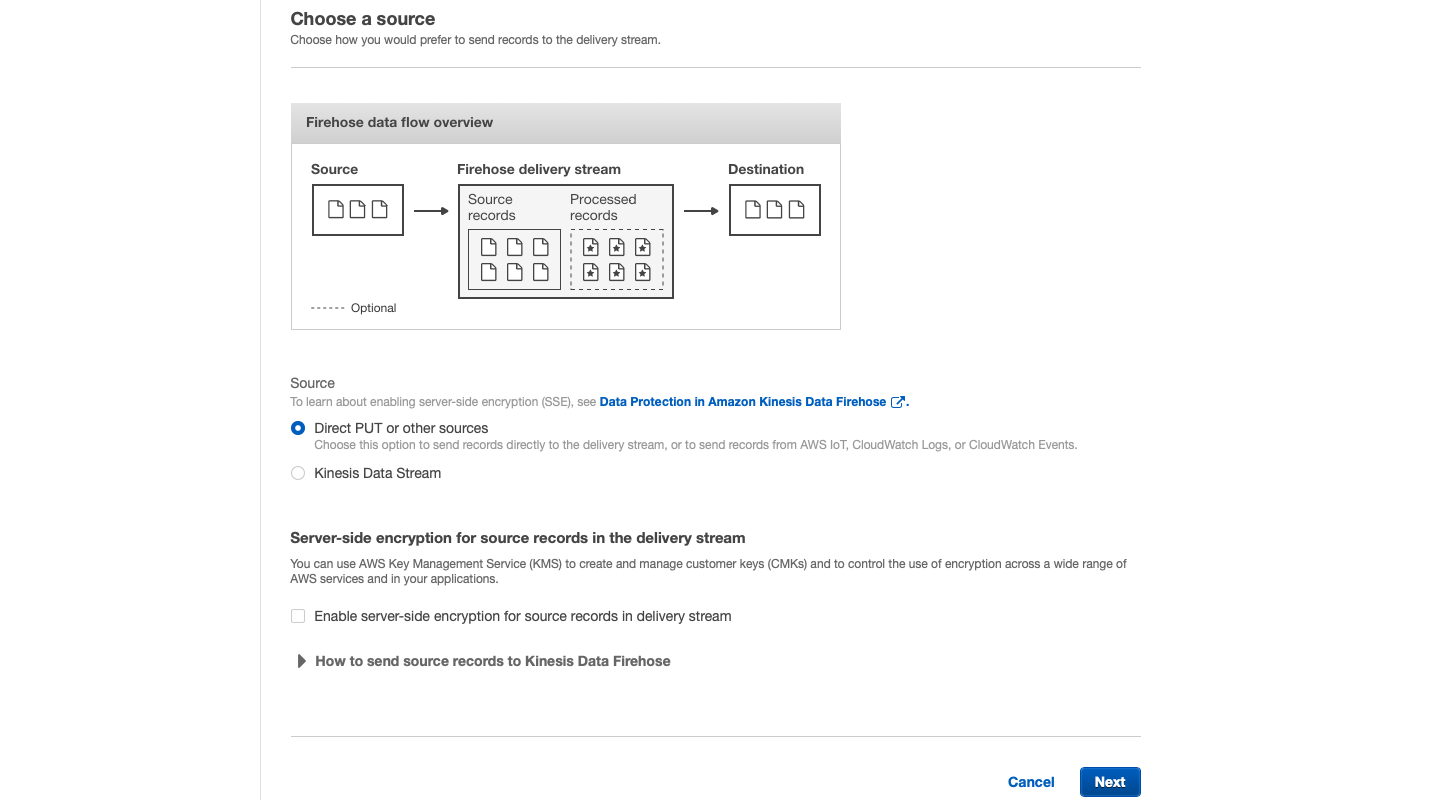 Choose a source
Choose how you would prefer to send records to the delivery stream.
Firehose data flow overview
Source
Firehose delivery stream
Destination
Source
records
Processed
records
Optional
Source
To learn about enabling server-side encryption (SSE), see Data Protection in Amazon Kinesis Data Firehose .
Direct PUT or other sources
Choose this option to send records directly to the delivery stream, or to send records from AWS IoT, CloudWatch Logs, or CloudWatch Events.
Kinesis Data Stream
Server-side encryption for source records in the delivery stream
You can use AWS Key Management Service (KMS) to create and manage customer keys (CMKs) and to control the use of encryption across a wide range of
AWS services and in your applications.
Enable server-side encryption for source records in delivery stream
How to send source records to Kinesis Data Firehose
Cancel
Next